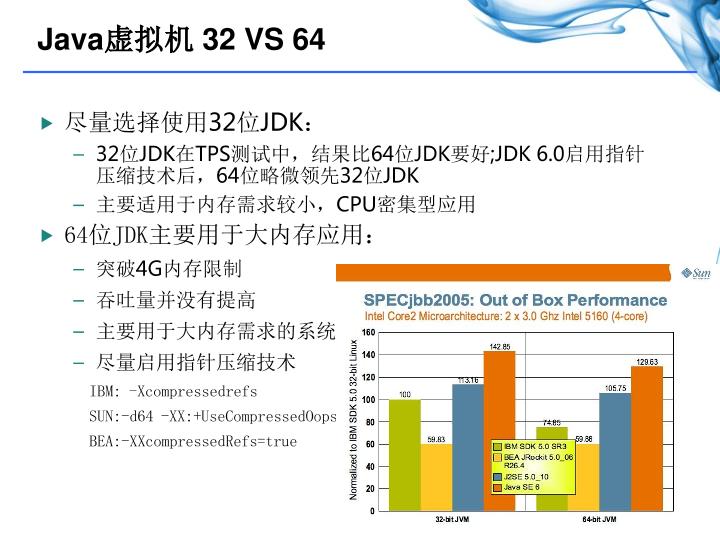 Java虚拟机 32 VS 64
尽量选择使用32位JDK：
– 32位JDK在TPS测试中，结果比64位JDK要好;JDK 6.0启用指针
压缩技术后，64位略微领先32位JDK
– 主要适用于内存需求较小，CPU密集型应用
64位JDK主要用于大内存应用：
– 突破4G内存限制
– 吞吐量并没有提高
– 主要用于大内存需求的系统
– 尽量启用指针压缩技术
IBM: -Xcompressedrefs
SUN:-d64 -XX:+UseCompressedOops
BEA:-XXcompressedRefs=true
Sun
SPECjbb2005: Out of Box Performance
Intel Core2 Microarchitecture: 2 x 3.0 Ghz Intel 5160 (4-core)
Normalized to IBM SDK 5.0 32-bit Linux
160
140
120
100
80
60
40
20
0
100
59.83
113.16
142.85
74.85
59.88
105.75
129.63
IBM SDK 5.0 SR3
BEA JRockit 5.0_06
R26.4
J2SE 5.0_10
Java SE 6
32-bit JVM
64-bit JVM